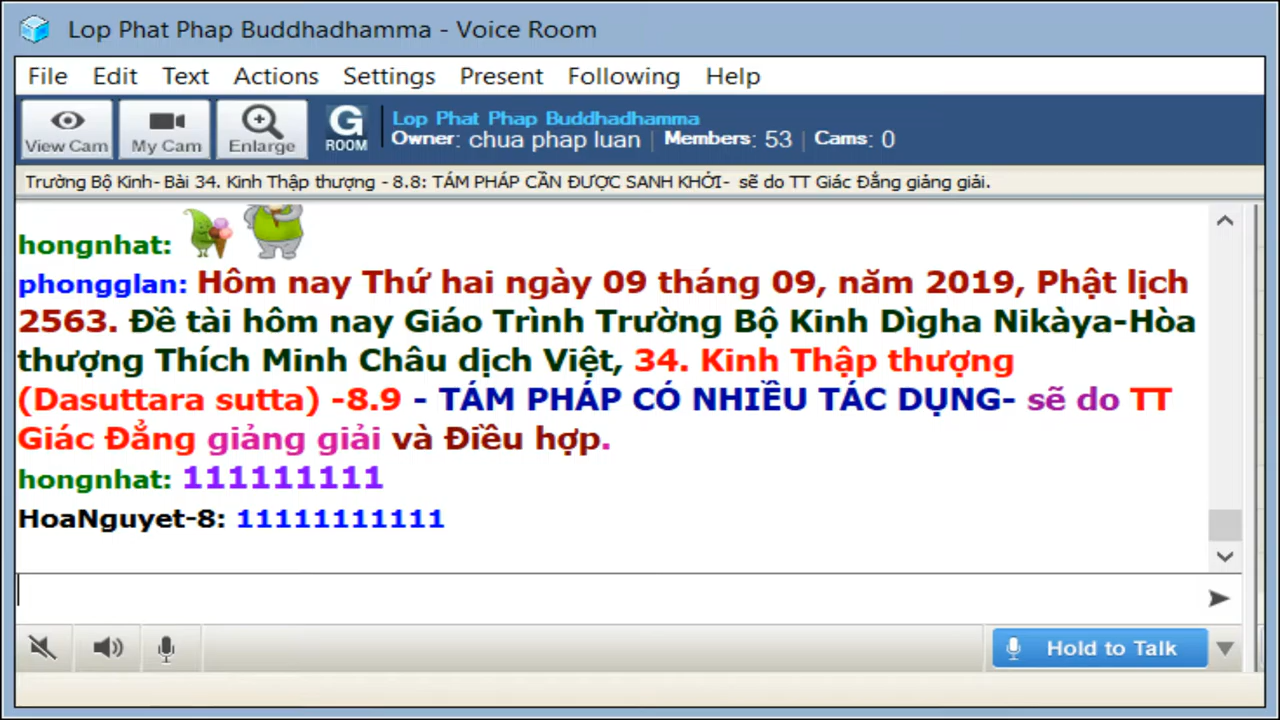 Lop Phat Phap Buddhadhamma - Voice Room
File Edit Text Actions Settings Present Following Help
View Cam My Cam Enlarge G ROOM
Lop Phat Phap Buddhadhamma
Owner: chua phap luan | Members: 53 | Cams: 0
Trường Bộ Kinh- Bài 34. Kinh Thập thượng - 8.8: TÁM PHÁP CẦN ĐƯỢC SANH KHỞI- sẽ do TT Giác Đẳng giảng giải.
hongnhat:
phongglan: Hôm nay Thứ hai ngày 09 tháng 09, năm 2019, Phật lịch
2563. Đề tài hôm nay Giáo Trình Trường Bộ Kinh Dìgha Nikàya-Hòa
thượng Thích Minh Châu dịch Việt, 34. Kinh Thập thượng
(Dasuttara sutta) -8.9 - TÁM PHÁP CÓ NHIỀU TÁC DỤNG- sẽ do TT
Giác Đẳng giảng giải và Điều hợp.
hongnhat: 111111111
HoaNguyet-8: 11111111111
Hold to Talk